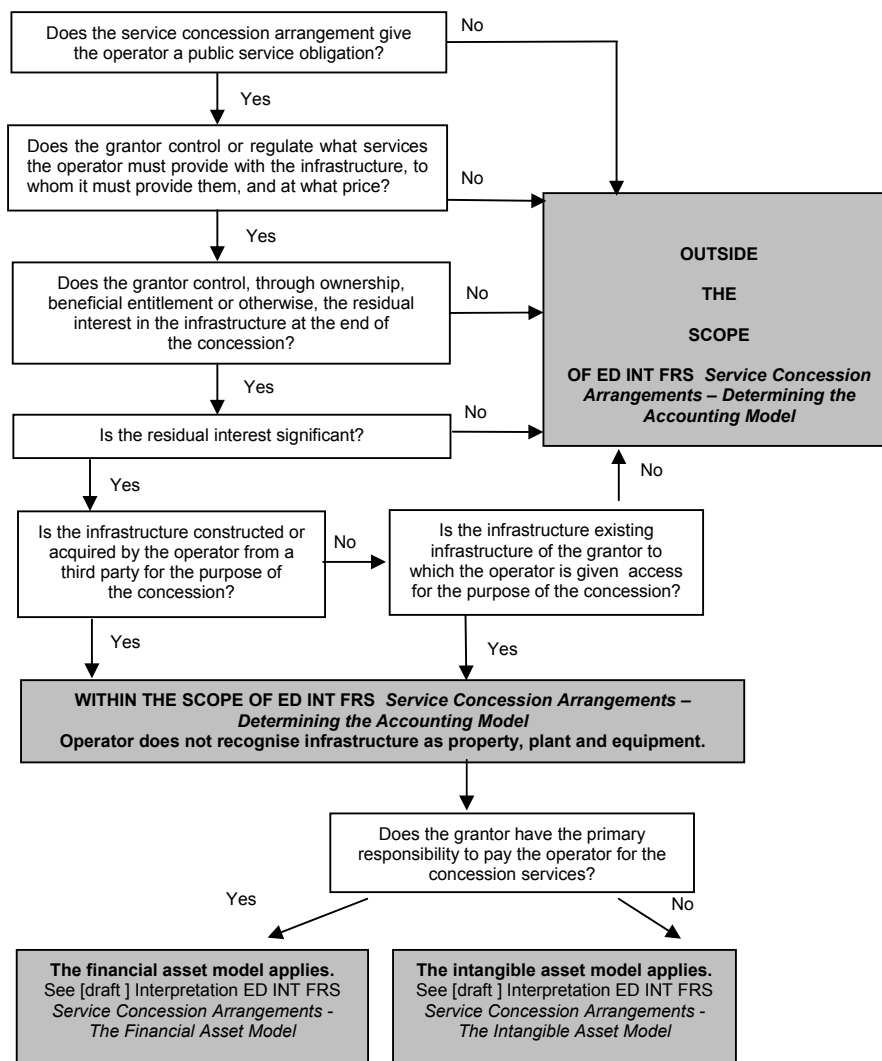 Does the service concession arrangement give
the operator a public service obligation?
No
Yes
Does the grantor control or regulate what services
the operator must provide with the infrastructure, to
whom it must provide them, and at what price?
No
Yes
OUTSIDE
THE
SCOPE
OF ED INT FRS Service Concession
Arrangements – Determining the
Accounting Model
Does the grantor control, through ownership,
beneficial entitlement or otherwise, the residual
interest in the infrastructure at the end of
the concession?
No
Yes
Is the residual interest significant?
No
Yes
No
Is the infrastructure constructed or
acquired by the operator from a
third party for the purpose of
the concession?
No
Is the infrastructure existing
infrastructure of the grantor to
which the operator is given access
for the purpose of the concession?
Yes
Yes
WITHIN THE SCOPE OF ED INT FRS Service Concession Arrangements –
Determining the Accounting Model
Operator does not recognise infrastructure as property, plant and equipment.
Does the grantor have the primary
responsibility to pay the operator for the
concession services?
Yes
No
The financial asset model applies.
See [draft ] Interpretation ED INT FRS
Service Concession Arrangements -
The Financial Asset Model
The intangible asset model applies.
See [draft ] Interpretation ED INT FRS
Service Concession Arrangements -
The Intangible Asset Model